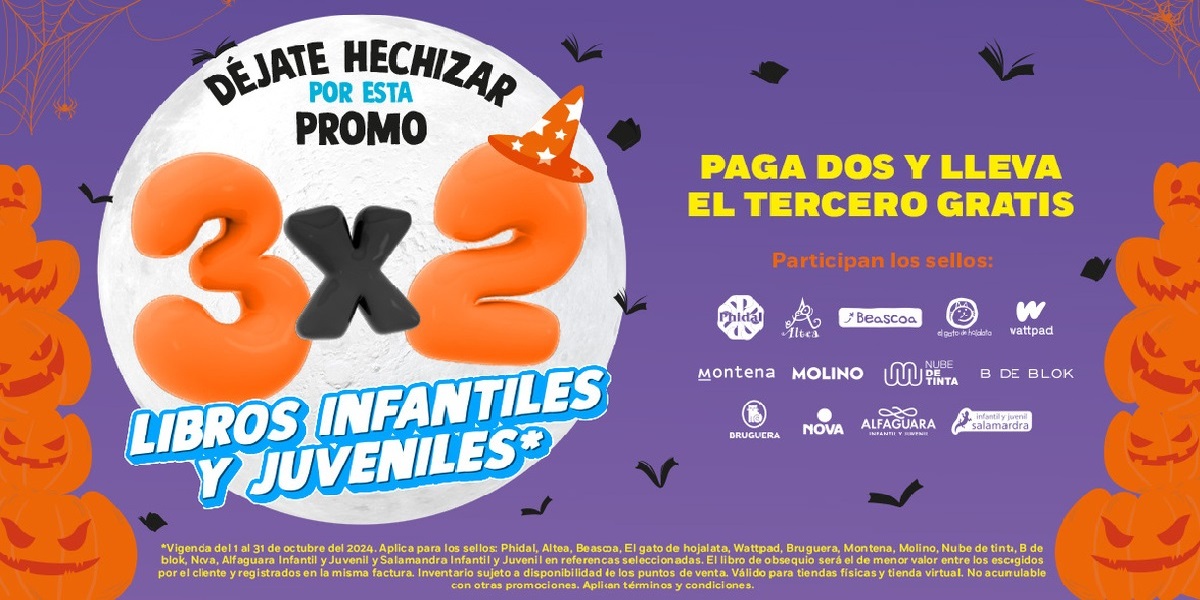 DÉJATE HECHIZAR
POR ESTA
PROMO
3x2
LIBROS INFANTILES
Y JUVENILES*
PAGA DOS Y LLEVA
EL TERCERO GRATIS
Participan los sellos:
Phidal Altea Beascoa el gato de hojalata wattpad
montena MOLINO NUBE DE TINTA B DE BLOK
BRUGUERA NOVA ALFAGUARA INFANTIL Y JUVENIL infantil y juvenil salamandra
*Vigencia del 1 al 31 de octubre del 2024. Aplica para los sellos: Phidal, Altea, Beascoa, El gato de hojalata, Wattpad, Bruguera, Montena, Molino, Nube de tinta, B de
blok, Nova, Alfaguara Infantil y Juvenil y Salamandra Infantil y Juvenil en referencias seleccionadas. El libro de obsequio será el de menor valor entre los escogidos
por el cliente y registrados en la misma factura. Inventario sujeto a disponibilidad de los puntos de venta. Válido para tiendas físicas y tienda virtual. No acumulable
con otras promociones. Aplican términos y condiciones.